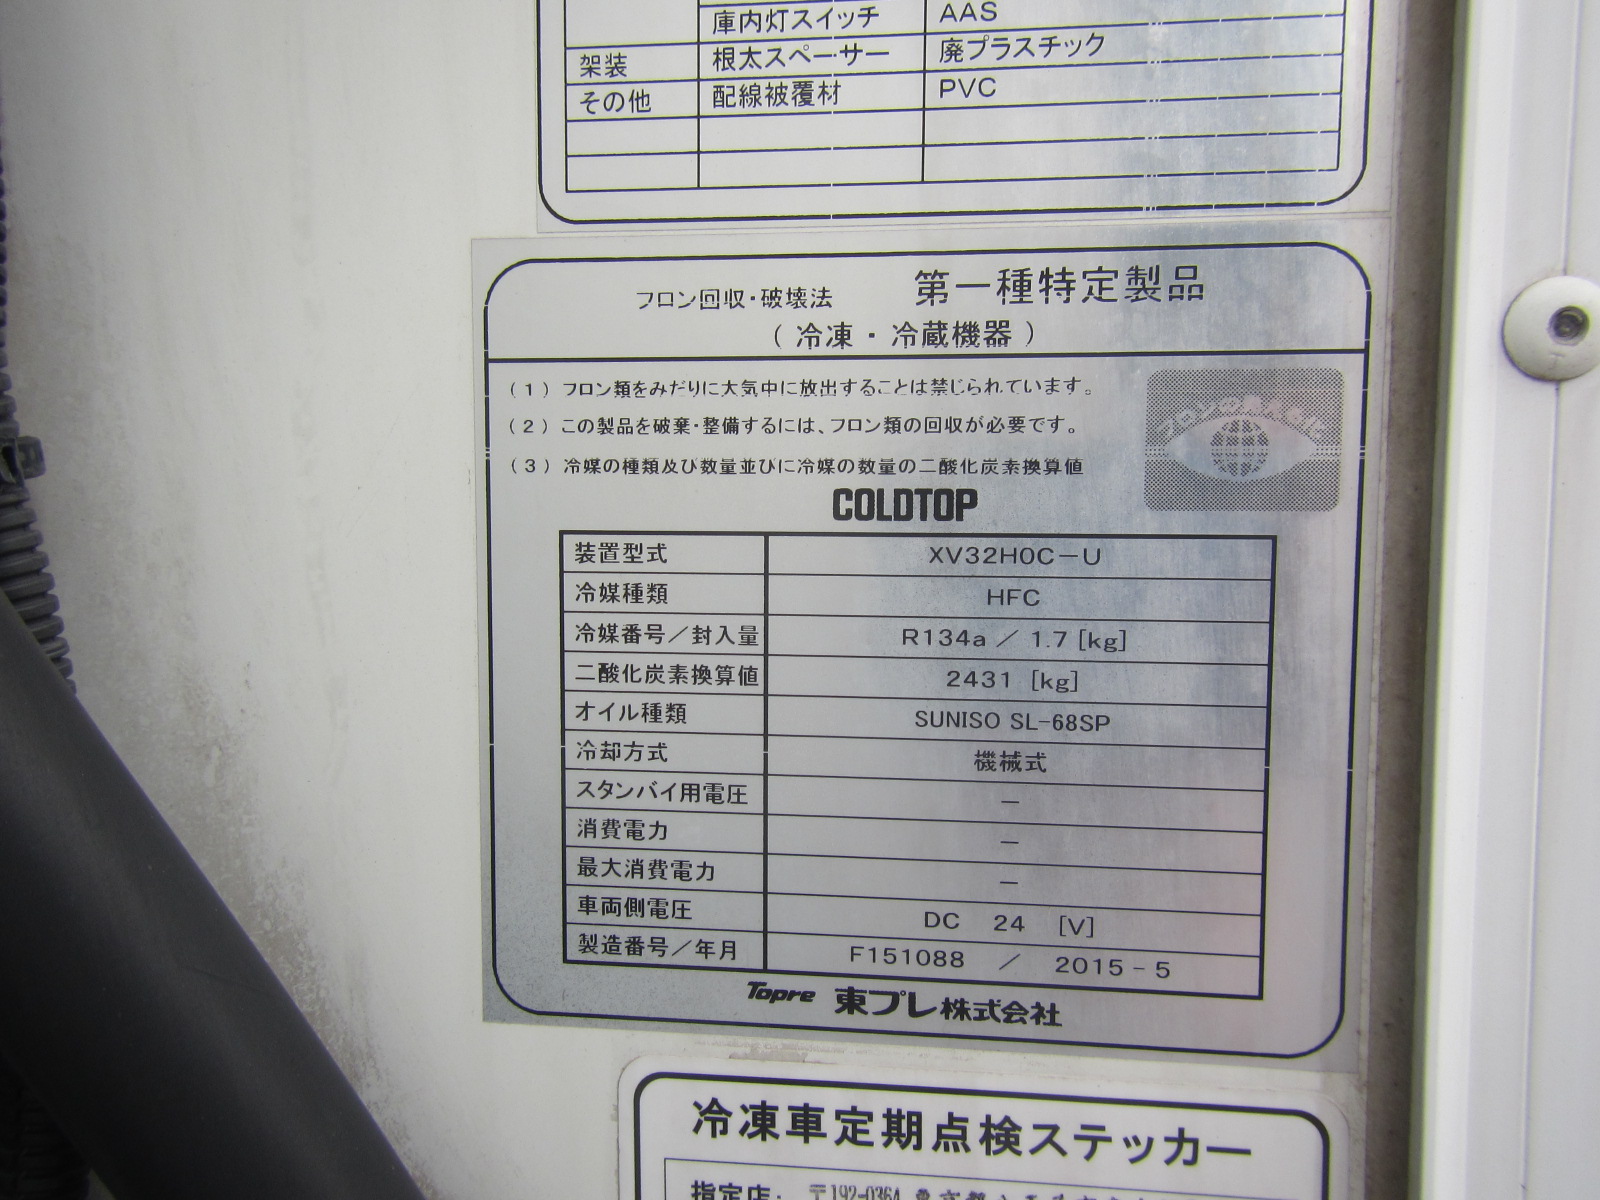 庫内灯スイッチ AAS
架装 根太スペーサー 廃プラスチック
その他 配線被覆材 PVC
フロン回収・破壊法 第一種特定製品
(冷凍・冷蔵機器)
(1) フロン類をみだりに大気中に放出することは禁じられています。
(2) この製品を破棄・整備するには、フロン類の回収が必要です。
(3) 冷媒の種類及び数量並びに冷媒の数量の二酸化炭素換算値
COLDTOP
装置型式 XV32H0C-U
冷媒種類 HFC
冷媒番号/封入量 R134a / 1.7 [kg]
二酸化炭素換算値 2431 [kg]
オイル種類 SUNISO SL-68SP
冷却方式 機械式
スタンバイ用電圧 —
消費電力 —
最大消費電力 —
車両側電圧 DC 24 [V]
製造番号/年月 F151088 / 2015-5
Topre 東プレ株式会社
冷凍車定期点検ステッカー
指定店: 〒192-0364